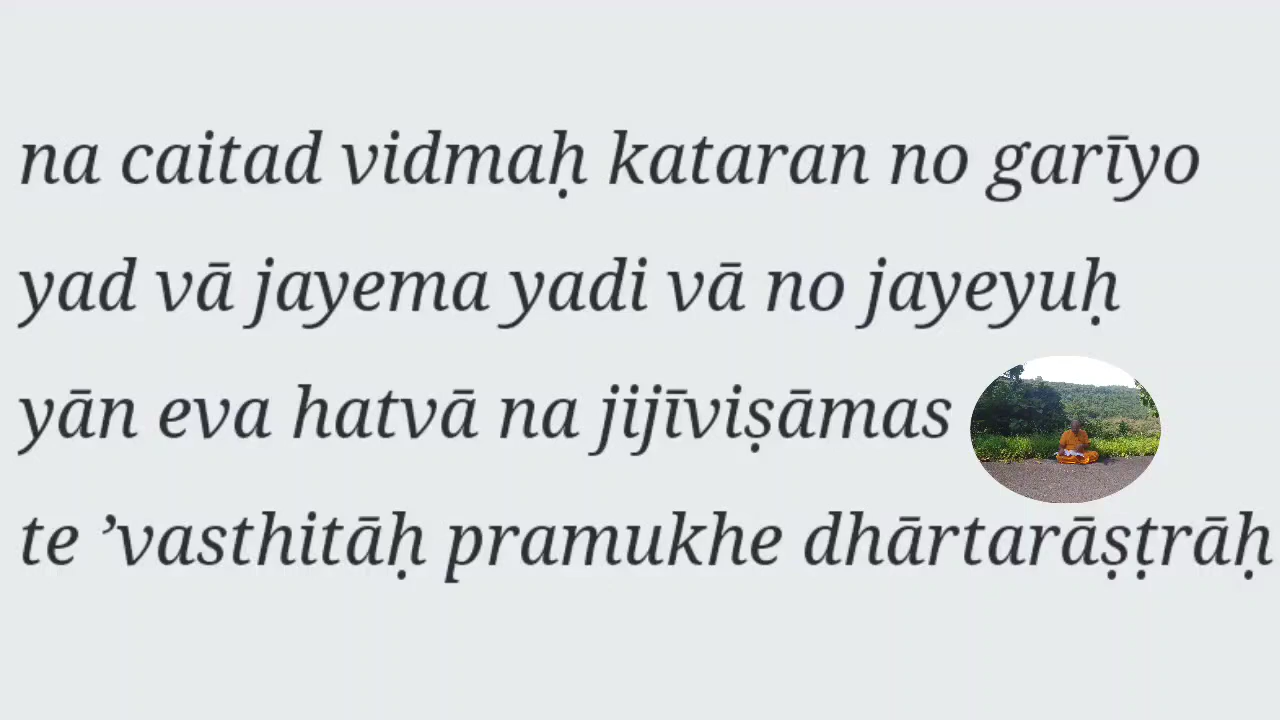 na caitad vidmaḥ kataran no garīyo
yad vā jayema yadi vā no jayeyuḥ
yān eva hatvā na jijīviṣāmas
te ’vasthitāḥ pramukhe dhārtarāṣṭrāḥ